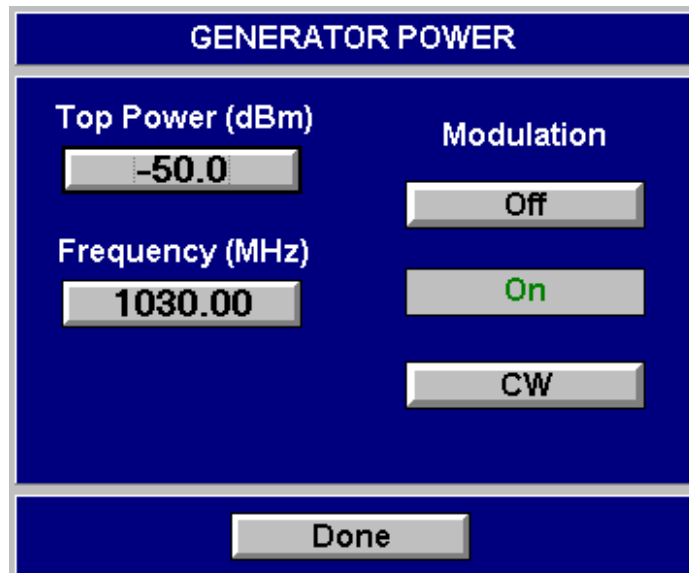 GENERATOR POWER
Top Power (dBm)
-50.0
Frequency (MHz)
1030.00
Modulation
Off
On
CW
Done